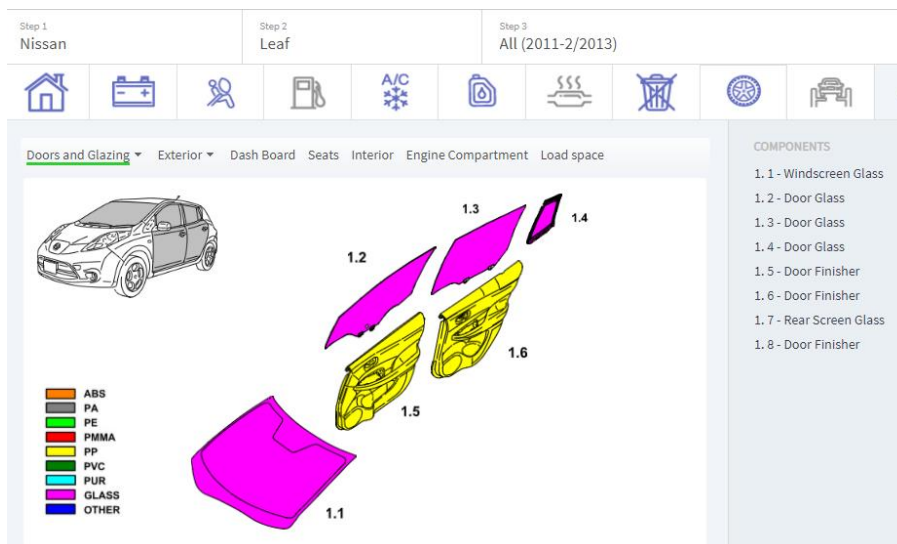 Step 1
Nissan
Step 2
Leaf
Step 3
All (2011-2/2013)
A/C
Doors and Glazing
Exterior
Dash Board
Seats
Interior
Engine Compartment
Load space
1.2
1.3
1.4
1.5
1.6
1.1
ABS
PA
PE
PMMA
PP
PVC
PUR
GLASS
OTHER
COMPONENTS
1. 1 - Windscreen Glass
1. 2 - Door Glass
1. 3 - Door Glass
1. 4 - Door Glass
1. 5 - Door Finisher
1. 6 - Door Finisher
1. 7 - Rear Screen Glass
1. 8 - Door Finisher